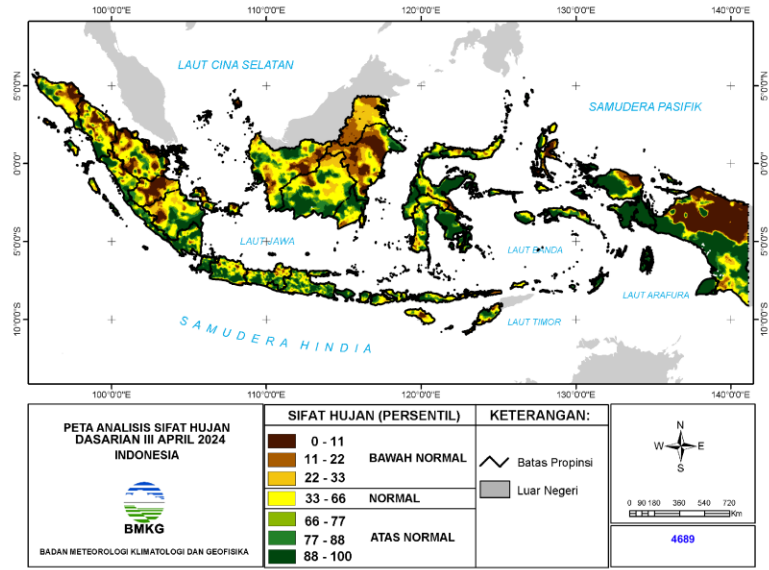 100°0'0"E 110°0'0"E 120°0'0"E 130°0'0"E 140°0'0"E
LAUT CINA SELATAN
SAMUDERA PASIFIK
5°0'0"N 5°0'0"N
0°0'0" 0°0'0"
5°0'0"S 5°0'0"S
10°0'0"S 10°0'0"S
LAUT JAWA
LAUT BANDA
LAUT ARAFURA
LAUT TIMOR
SAMUDERA HINDIA
100°0'0"E 110°0'0"E 120°0'0"E 130°0'0"E 140°0'0"E
PETA ANALISIS SIFAT HUJAN
DASARIAN III APRIL 2024
INDONESIA
BMKG
BADAN METEOROLOGI KLIMATOLOGI DAN GEOFISIKA
SIFAT HUJAN (PERSENTIL)
0 - 11
11 - 22 BAWAH NORMAL
22 - 33
33 - 66 NORMAL
66 - 77
77 - 88 ATAS NORMAL
88 - 100
KETERANGAN:
Batas Propinsi
Luar Negeri
N
W E
S
0 90 180 360 540 720
Km
4689